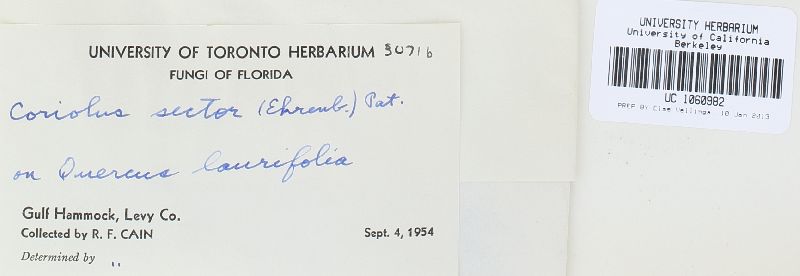 UNIVERSITY OF TORONTO HERBARIUM 30716
FUNGI OF FLORIDA
Coriolus sector (Ehrenb.) Pat.
on Quercus laurifolia
Gulf Hammock, Levy Co.
Collected by R. F. CAIN Sept. 4, 1954
Determined by "
UNIVERSITY HERBARIUM
University of California
Berkeley
UC 1060982
PREP BY Else Vellinga 10 Jan 2013